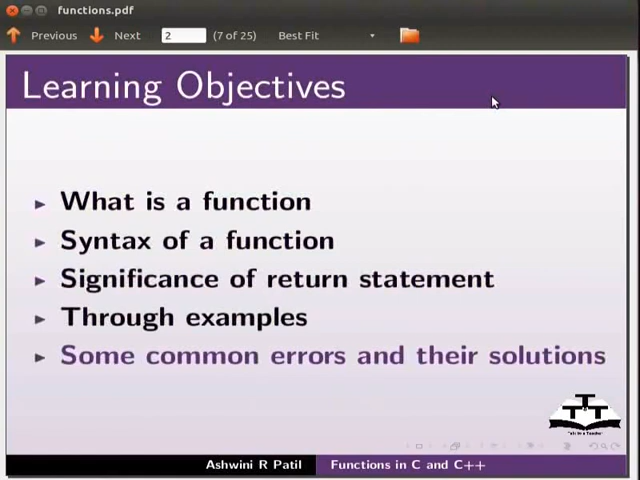 functions.pdf
Previous Next 2 (7 of 25) Best Fit
Learning Objectives
What is a function
Syntax of a function
Significance of return statement
Through examples
Some common errors and their solutions
Ashwini R Patil Functions in C and C++